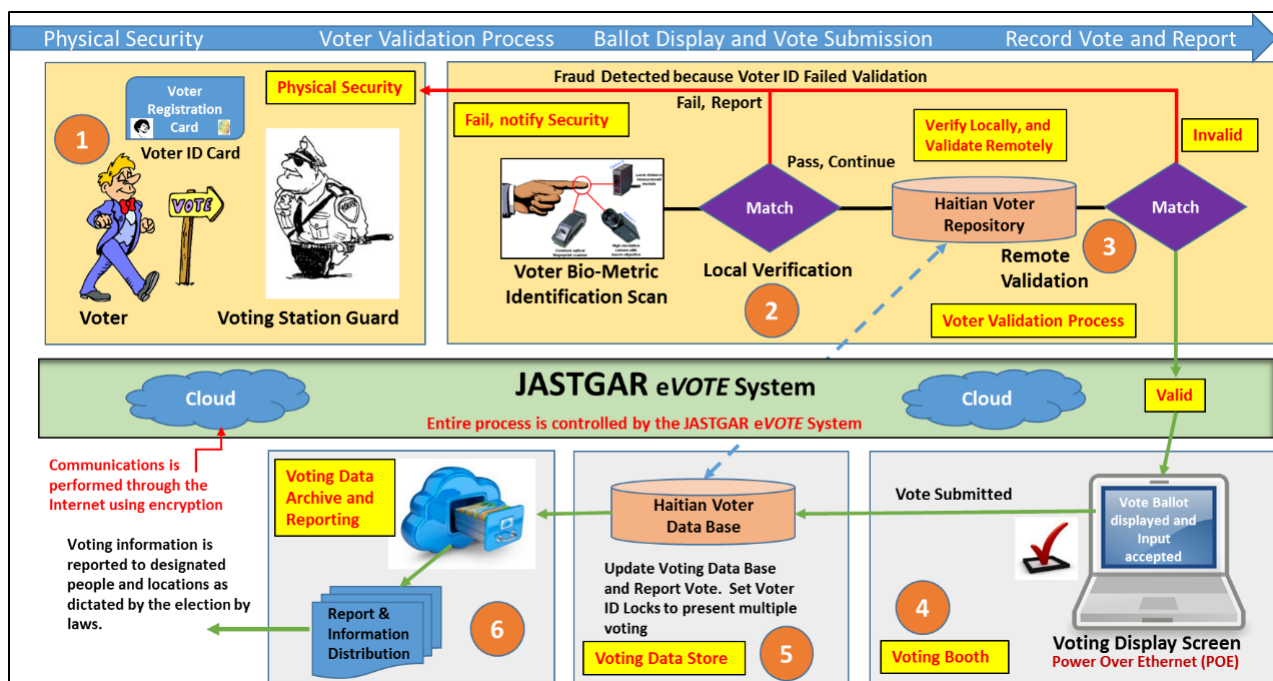 Physical Security
Voter Validation Process
Ballot Display and Vote Submission
Record Vote and Report
Voter
Registration
Card
Voter ID Card
1
VOTE
Voter
Physical Security
Voting Station Guard
Fraud Detected because Voter ID Failed Validation
Fail, Report
Fail, notify Security
Verify Locally, and
Validate Remotely
Invalid
Pass, Continue
Voter Bio-Metric
Identification Scan
Match
Local Verification
2
Haitian Voter
Repository
Remote
Validation
3
Match
Voter Validation Process
Cloud
JASTGAR eVOTE System
Entire process is controlled by the JASTGAR eVOTE System
Cloud
Valid
Communications is
performed through the
Internet using encryption
Voting information is
reported to designated
people and locations as
dictated by the election by
laws.
Voting Data
Archive and
Reporting
Report &
Information
Distribution
6
Haitian Voter
Data Base
Update Voting Data Base
and Report Vote. Set Voter
ID Locks to present multiple
voting
Voting Data Store
5
Vote Submitted
Vote Ballot
displayed and
Input
accepted
4
Voting Booth
Voting Display Screen
Power Over Ethernet (POE)